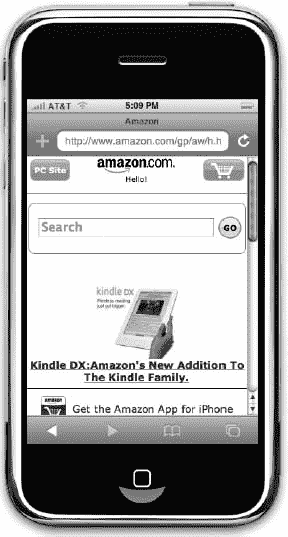 AT&T 5:09 PM
Amazon
http://www.amazon.com/gp/aw/h.h
PC Site
amazon.com.
Hello!
Search
GO
kindle DX
Kindle DX:Amazon's New Addition To
The Kindle Family.
Get the Amazon App for iPhone